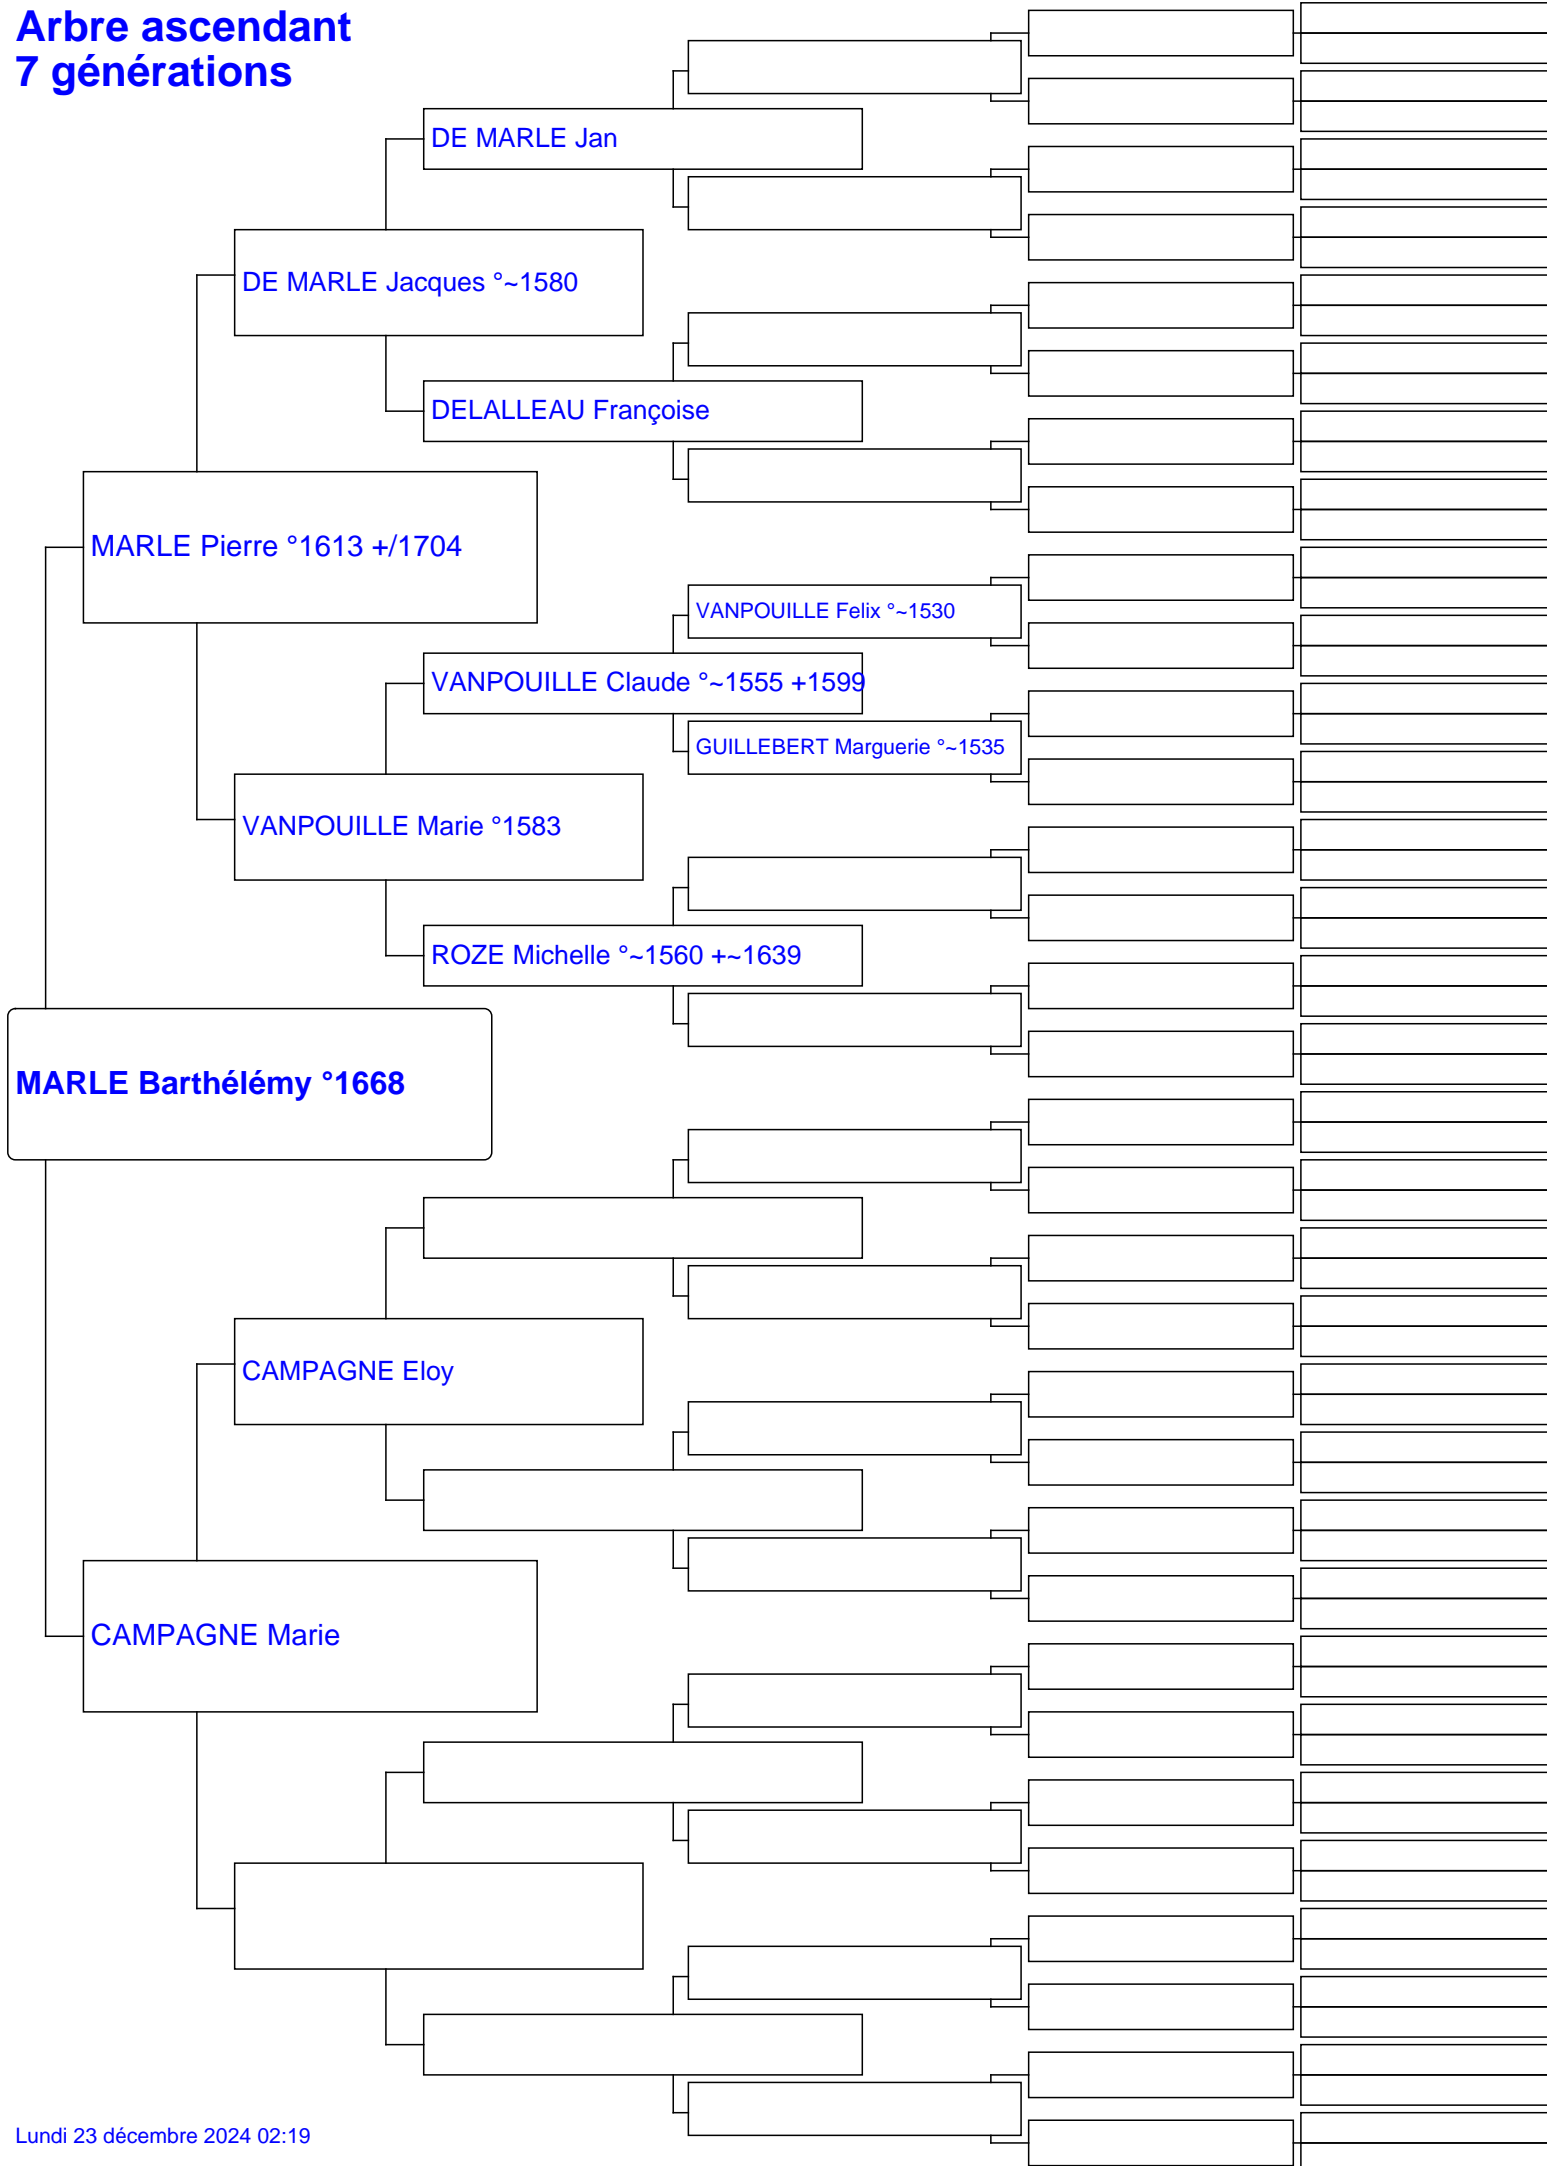 Arbre ascendant
7 générations
DE MARLE Jan
DE MARLE Jacques °~1580
DELALLEAU Françoise
MARLE Pierre °1613 +/1704
VANPOUILLE Felix °~1530
VANPOUILLE Claude °~1555 +1599
GUILLEBERT Marguerie °~1535
VANPOUILLE Marie °1583
ROZE Michelle °~1560 +~1639
MARLE Barthélémy °1668
CAMPAGNE Eloy
CAMPAGNE Marie
Lundi 23 décembre 2024 02:19